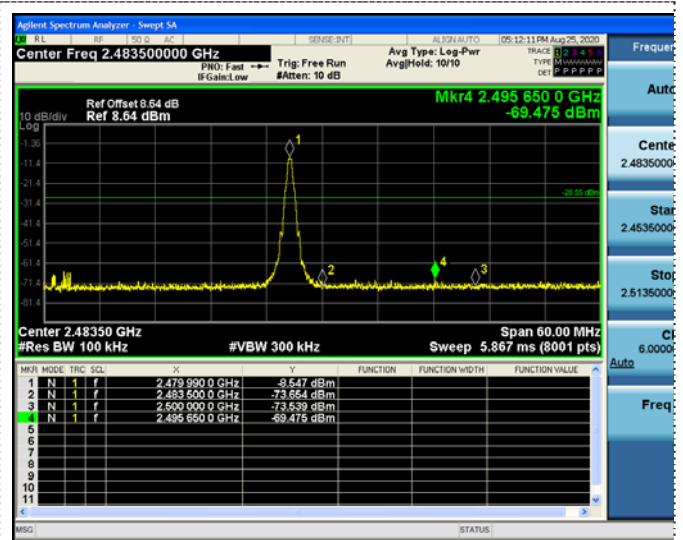 Agilent Spectrum Analyzer - Swept SA
RL RF 50 Ω AC SENSE:INT ALIGNAUTO 05:12:11 PM Aug 25, 2020
Center Freq 2.483500000 GHz Avg Type: Log-Pwr TRACE 1 2 3 4 5 6
PNO: Fast Trig: Free Run Avg|Hold: 10/10 TYPE M
IFGain:Low #Atten: 10 dB DET P P P P P P
Ref Offset 8.64 dB Mkr4 2.495 650 0 GHz
10 dB/div Ref 8.64 dBm -69.475 dBm
Log
-1.36
-11.4
-21.4
-28.55 dBm
-31.4
-41.4
-51.4
-61.4
-71.4
-81.4
1
2
4
3
Center 2.48350 GHz Span 60.00 MHz
#Res BW 100 kHz #VBW 300 kHz Sweep 5.867 ms (8001 pts)
MKR MODE TRC SCL X Y FUNCTION FUNCTION WIDTH FUNCTION VALUE
1 N 1 f 2.479 990 0 GHz -8.547 dBm
2 N 1 f 2.483 500 0 GHz -73.654 dBm
3 N 1 f 2.500 000 0 GHz -73.539 dBm
4 N 1 f 2.495 650 0 GHz -69.475 dBm
5
6
7
8
9
10
11
MSG STATUS
Frequen
Auto
Cente
2.4835000
Star
2.4535000
Sto
2.5135000
C
6.0000
Auto
Freq